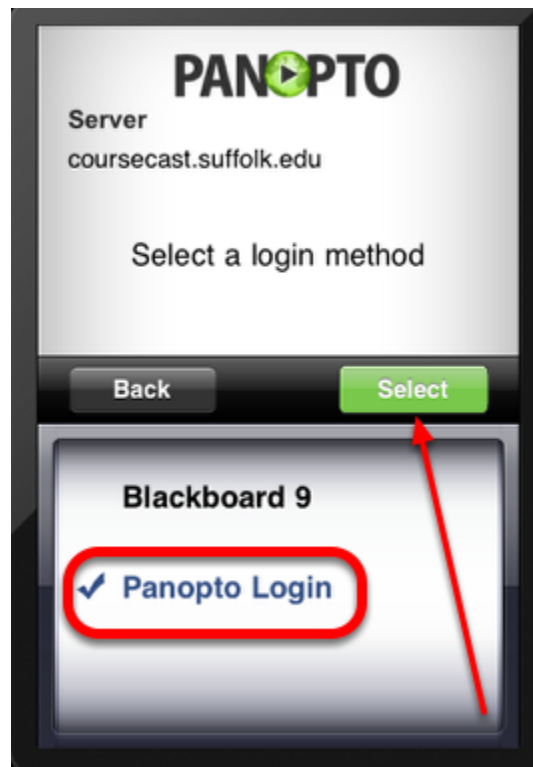 PANOPTO
Server
coursecast.suffolk.edu
Select a login method
Back
Select
Blackboard 9
✓ Panopto Login